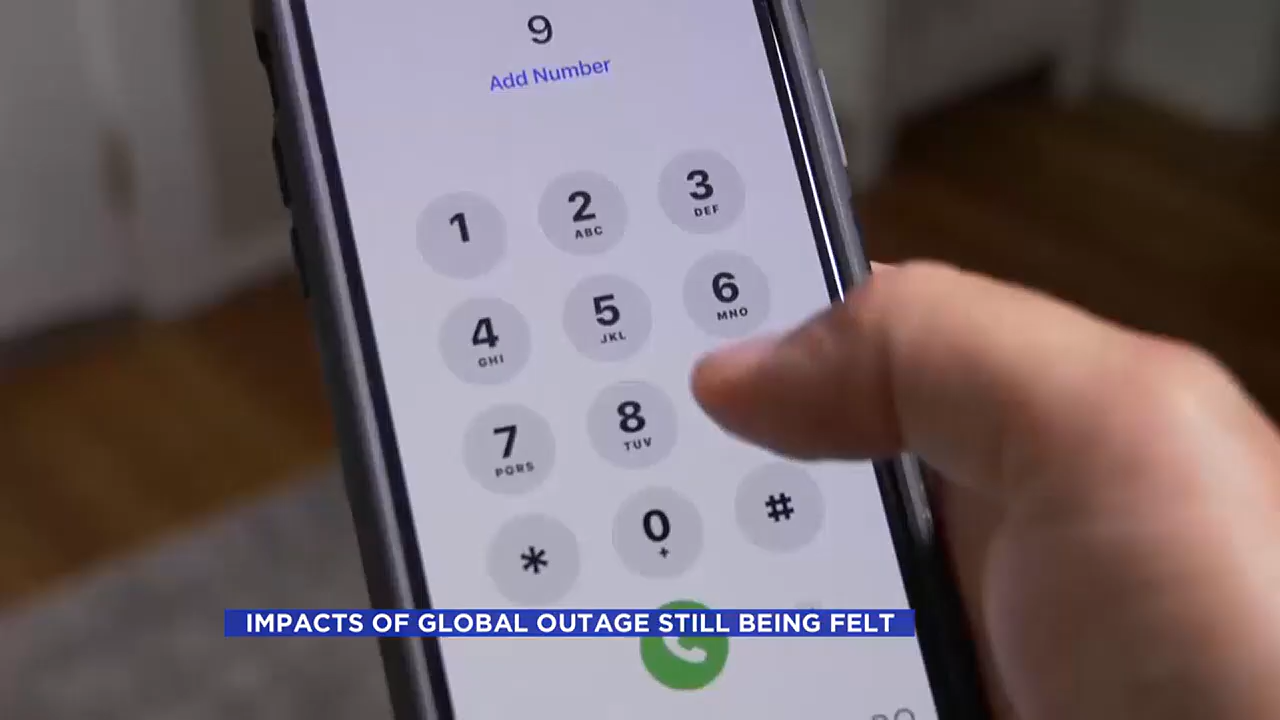 9
Add Number
1
2
ABC
3
DEF
4
GHI
5
JKL
6
MNO
7
PQRS
8
TUV
*
0
+
#
IMPACTS OF GLOBAL OUTAGE STILL BEING FELT